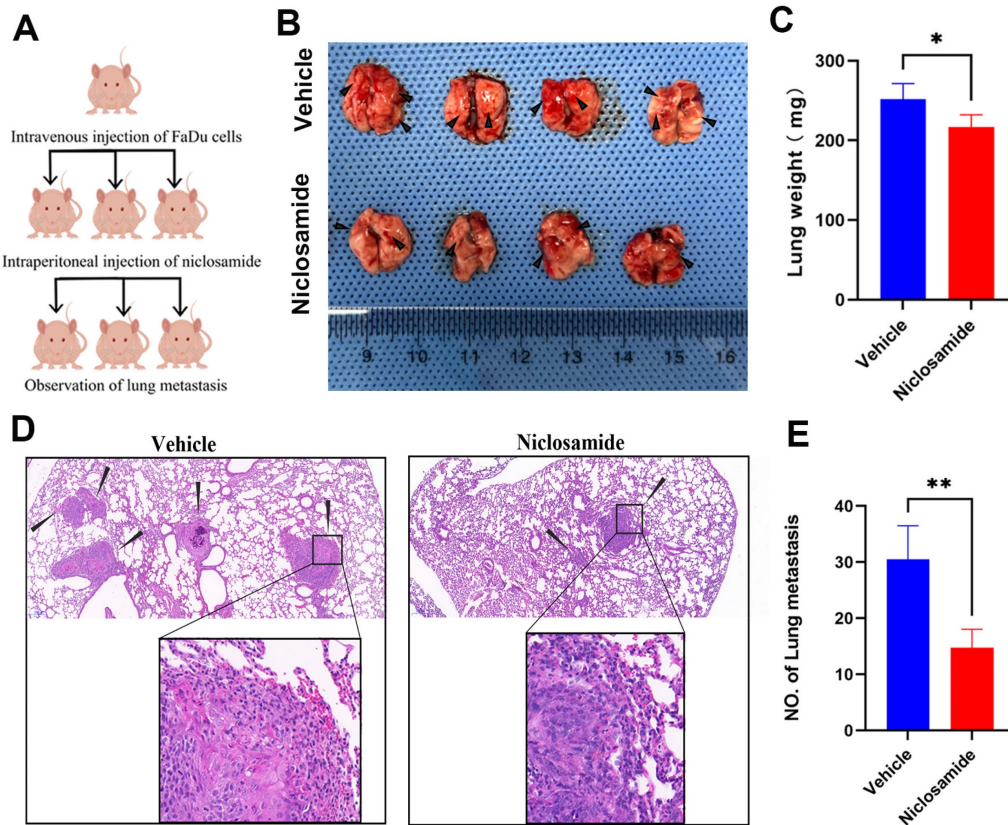 A
Intravenous injection of FaDu cells
Intraperitoneal injection of niclosamide
Observation of lung metastasis
B
Vehicle
Niclosamide
9 10 11 12 13 14 15 16
C
*
Lung weight ( mg)
300
200
100
0
Vehicle
Niclosamide
D
Vehicle
Niclosamide
E
**
NO. of Lung metastasis
40
30
20
10
0
Vehicle
Niclosamide